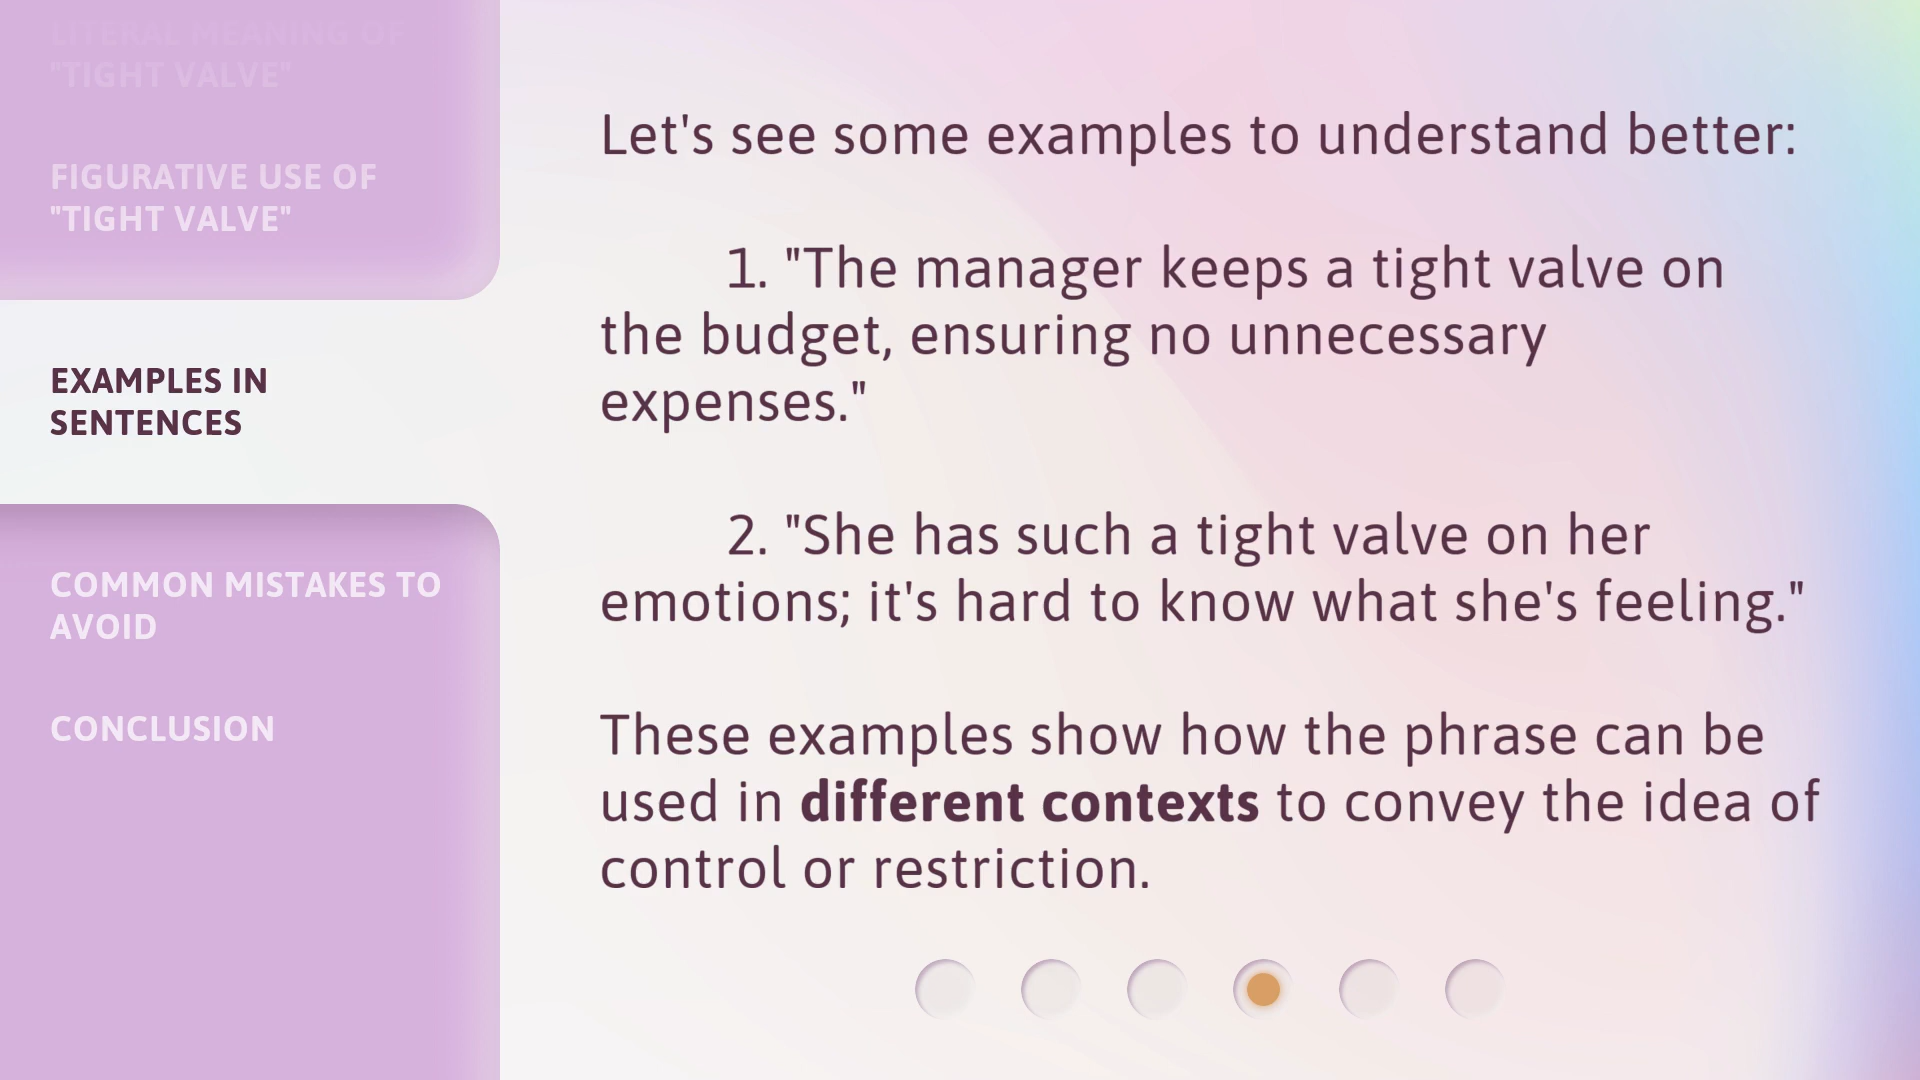 LITERAL MEANING OF
"TIGHT VALVE"
FIGURATIVE USE OF
"TIGHT VALVE"
EXAMPLES IN
SENTENCES
COMMON MISTAKES TO
AVOID
CONCLUSION
Let's see some examples to understand better:
1. "The manager keeps a tight valve on
the budget, ensuring no unnecessary
expenses."
2. "She has such a tight valve on her
emotions; it's hard to know what she's feeling."
These examples show how the phrase can be
used in different contexts to convey the idea of
control or restriction.